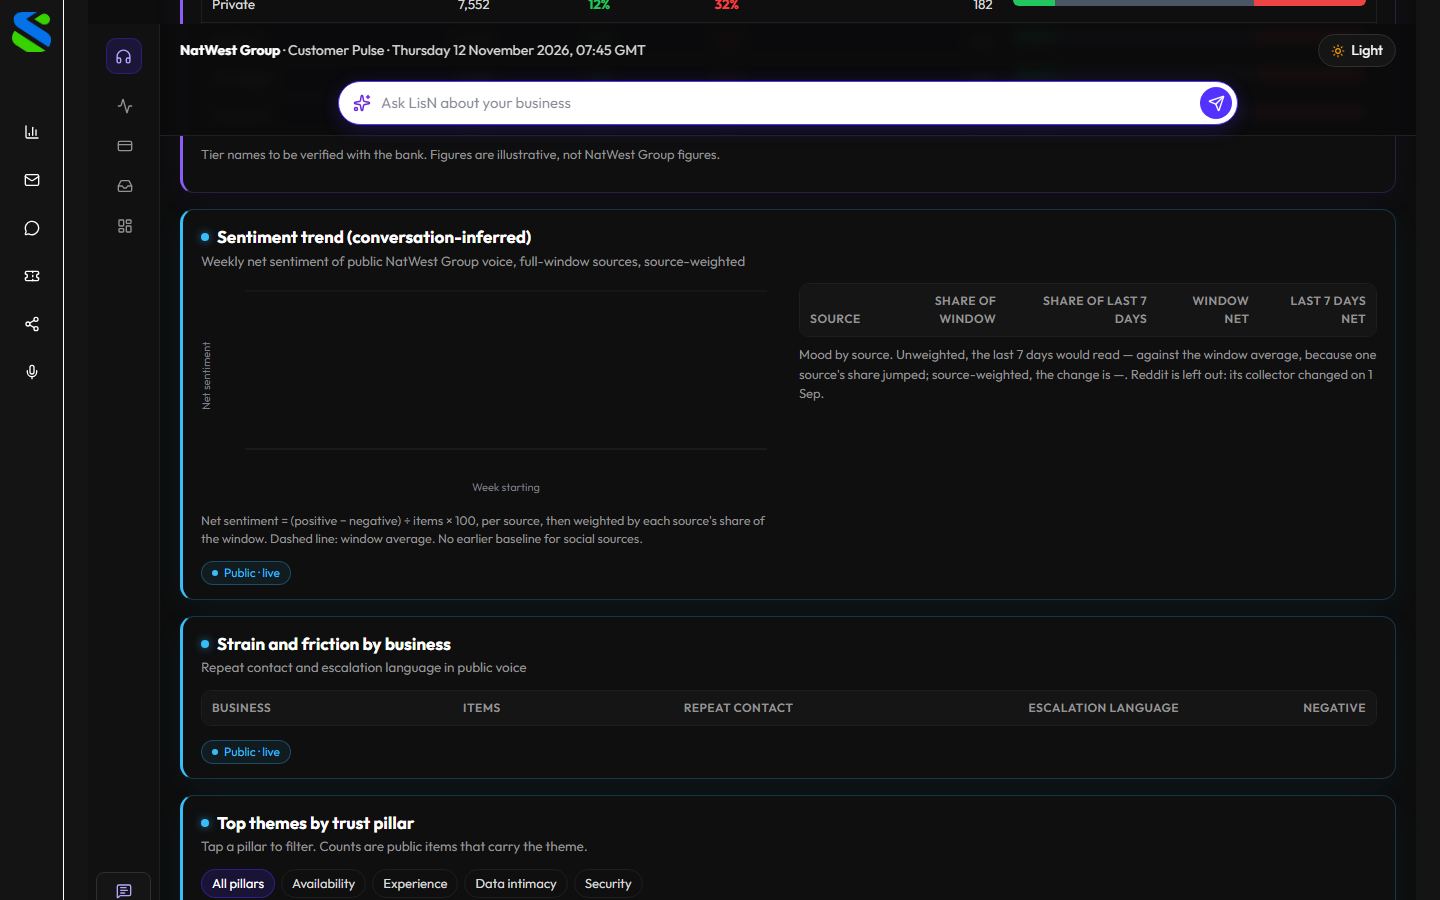 Private 7,552 12% 32% 182
NatWest Group · Customer Pulse · Thursday 12 November 2026, 07:45 GMT
Light
Ask LisN about your business
Tier names to be verified with the bank. Figures are illustrative, not NatWest Group figures.
Sentiment trend (conversation-inferred)
Weekly net sentiment of public NatWest Group voice, full-window sources, source-weighted
Net sentiment
Week starting
Net sentiment = (positive − negative) ÷ items × 100, per source, then weighted by each source's share of
the window. Dashed line: window average. No earlier baseline for social sources.
Public · live
SOURCE SHARE OF WINDOW SHARE OF LAST 7 DAYS WINDOW NET LAST 7 DAYS NET
Mood by source. Unweighted, the last 7 days would read — against the window average, because one
source's share jumped; source-weighted, the change is —. Reddit is left out: its collector changed on 1
Sep.
Strain and friction by business
Repeat contact and escalation language in public voice
BUSINESS ITEMS REPEAT CONTACT ESCALATION LANGUAGE NEGATIVE
Public · live
Top themes by trust pillar
Tap a pillar to filter. Counts are public items that carry the theme.
All pillars Availability Experience Data intimacy Security